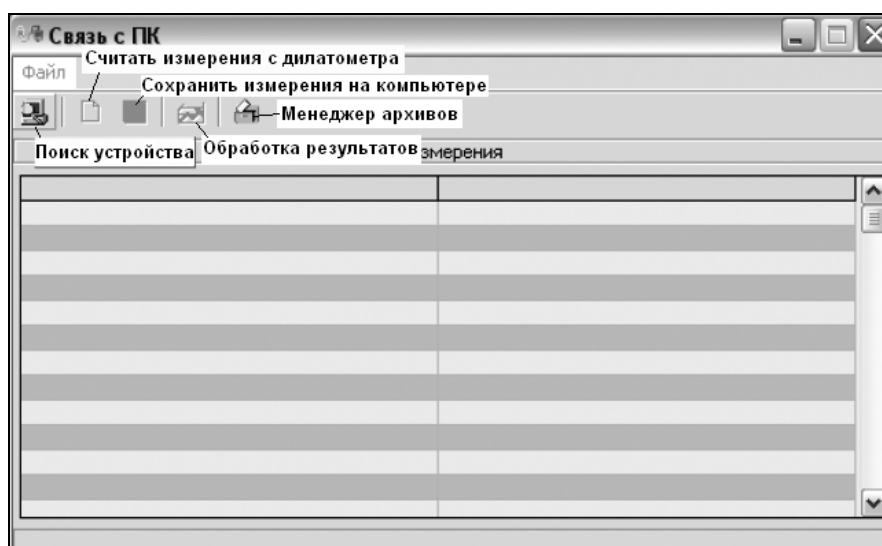 Связь с ПК
Считать измерения с дилатометра
Файл
Сохранить измерения на компьютере
Менеджер архивов
Поиск устройства
Обработка результатов
змерения